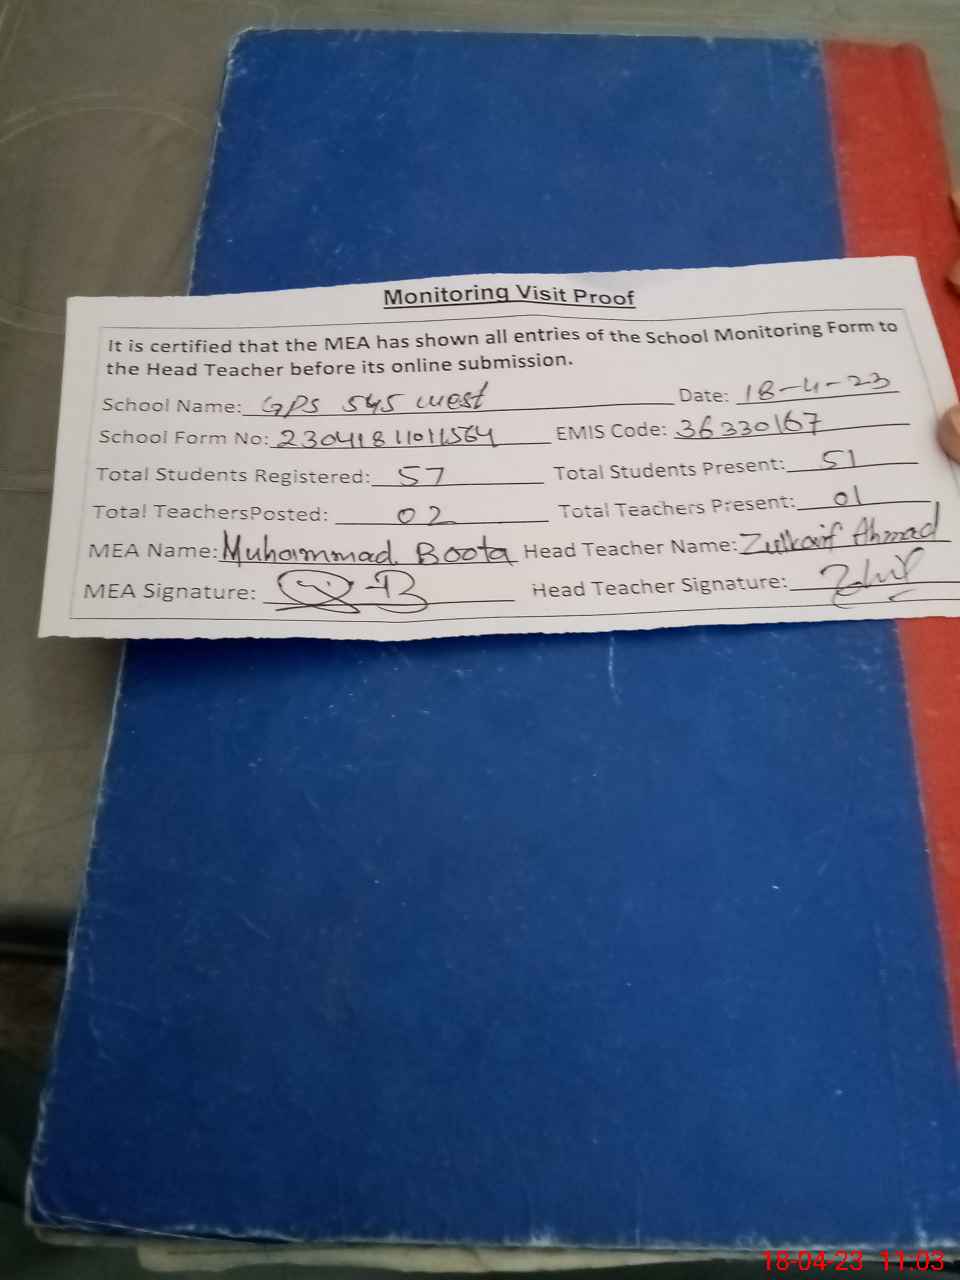 Monitoring Visit Proof
It is certified that the MEA has shown all entries of the School Monitoring Form to
the Head Teacher before its online submission.
School Name: GPS 545 west Date: 18-4-23
School Form No: 23041811011564 EMIS Code: 36330167
Total Students Registered: 57 Total Students Present: 51
Total TeachersPosted: 02 Total Teachers Present: 01
MEA Name: Muhammad Boota Head Teacher Name: Zulkaif Ahmad
MEA Signature: Head Teacher Signature:
18-04-23 11:03